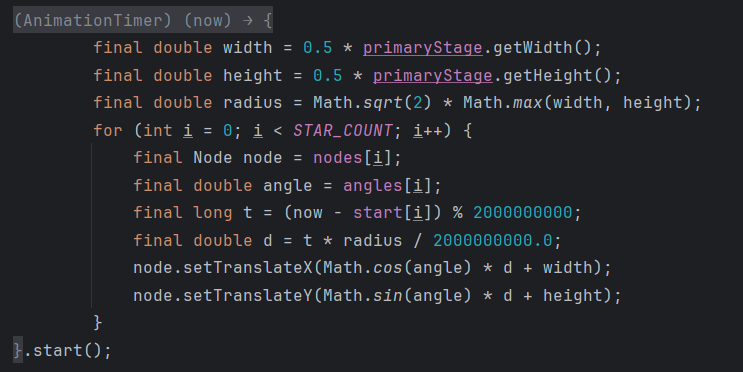 (AnimationTimer) (now) → {
final double width = 0.5 * primaryStage.getWidth();
final double height = 0.5 * primaryStage.getHeight();
final double radius = Math.sqrt(2) * Math.max(width, height);
for (int i = 0; i < STAR_COUNT; i++) {
final Node node = nodes[i];
final double angle = angles[i];
final long t = (now - start[i]) % 2000000000;
final double d = t * radius / 2000000000.0;
node.setTranslateX(Math.cos(angle) * d + width);
node.setTranslateY(Math.sin(angle) * d + height);
}
}.start();